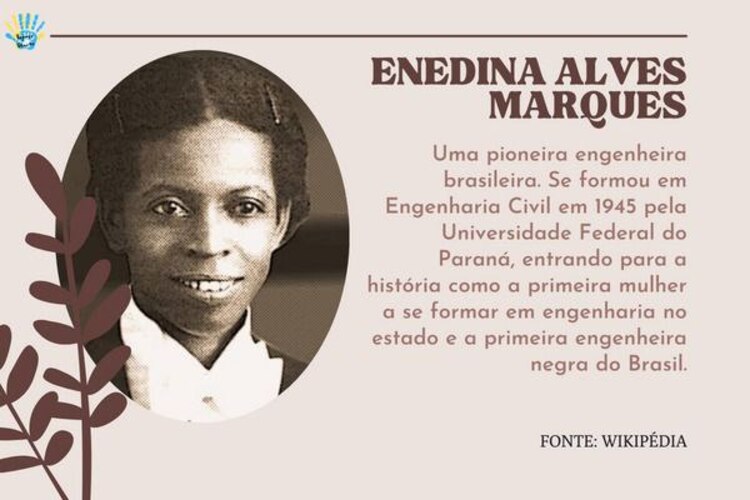 ENEDINA ALVES
MARQUES
Uma pioneira engenheira
brasileira. Se formou em
Engenharia Civil em 1945 pela
Universidade Federal do
Paraná, entrando para a
história como a primeira mulher
a se formar em engenharia no
estado e a primeira engenheira
negra do Brasil.
FONTE: WIKIPÉDIA